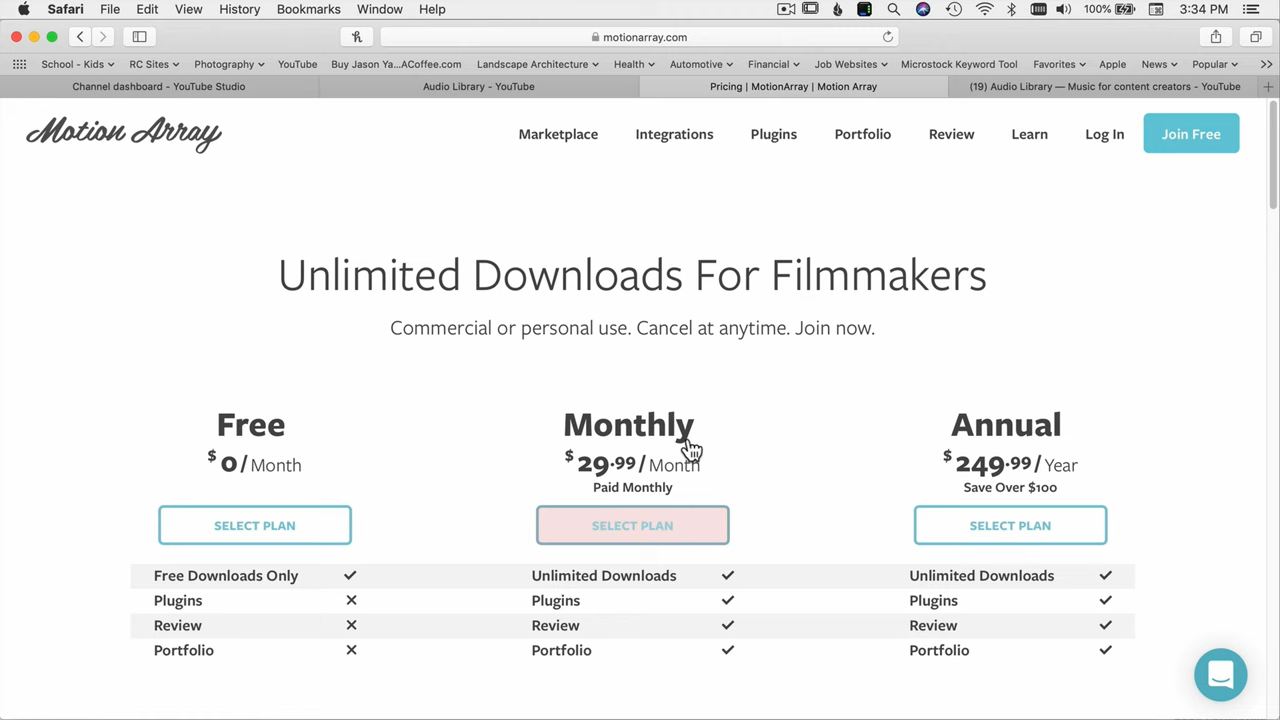 Safari File Edit View History Bookmarks Window Help 100% 3:34 PM
motionarray.com
School - Kids RC Sites Photography YouTube Buy Jason Ya...ACoffee.com Landscape Architecture Health Automotive Financial Job Websites Microstock Keyword Tool Favorites Apple News Popular
Channel dashboard - YouTube Studio Audio Library - YouTube Pricing | MotionArray | Motion Array (19) Audio Library — Music for content creators - YouTube
Motion Array Marketplace Integrations Plugins Portfolio Review Learn Log In Join Free
Unlimited Downloads For Filmmakers
Commercial or personal use. Cancel at anytime. Join now.
Free Monthly Annual
$0/Month $29.99/Month $249.99/Year
Paid Monthly Save Over $100
SELECT PLAN SELECT PLAN SELECT PLAN
Free Downloads Only Unlimited Downloads Unlimited Downloads
Plugins Plugins Plugins
Review Review Review
Portfolio Portfolio Portfolio